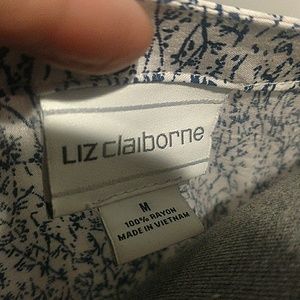 LIZ claiborne
M
100% RAYON
MADE IN VIETNAM